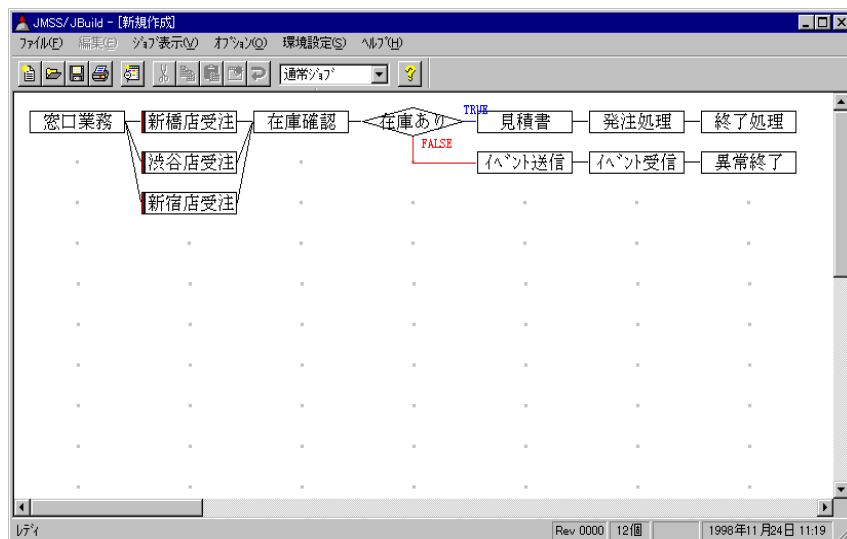 JMSS/JBuild - [新規作成]
ﾌｧｲﾙ(F) 編集(E) ｼﾞｮﾌﾞ表示(V) ｵﾌﾟｼｮﾝ(O) 環境設定(S) ﾍﾙﾌﾟ(H)
通常ｼﾞｮﾌﾞ
窓口業務 新橋店受注 在庫確認 在庫あり TRUE 見積書 発注処理 終了処理
渋谷店受注 FALSE ｲﾍﾞﾝﾄ送信 ｲﾍﾞﾝﾄ受信 異常終了
新宿店受注
ﾚﾃﾞｨ Rev 0000 12個 1998年11月24日 11:19